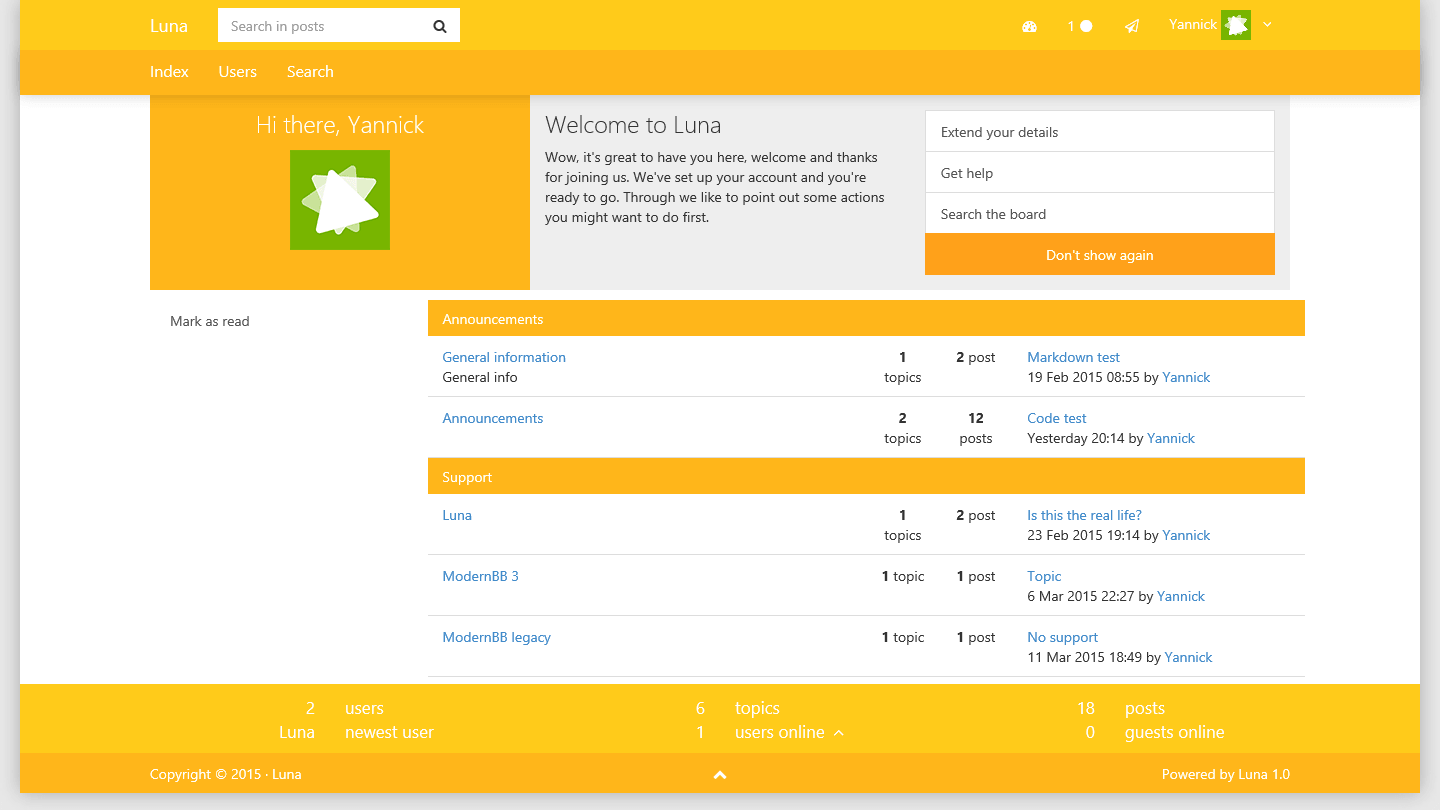 Luna
Search in posts
1
Yannick
Index
Users
Search
Hi there, Yannick
Welcome to Luna
Wow, it's great to have you here, welcome and thanks
for joining us. We've set up your account and you're
ready to go. Through we like to point out some actions
you might want to do first.
Extend your details
Get help
Search the board
Don't show again
Mark as read
Announcements
General information
General info
1
topics
2 post
Markdown test
19 Feb 2015 08:55 by Yannick
Announcements
2
topics
12
posts
Code test
Yesterday 20:14 by Yannick
Support
Luna
1
topics
2 post
Is this the real life?
23 Feb 2015 19:14 by Yannick
ModernBB 3
1 topic
1 post
Topic
6 Mar 2015 22:27 by Yannick
ModernBB legacy
1 topic
1 post
No support
11 Mar 2015 18:49 by Yannick
2 users
Luna newest user
6 topics
1 users online
18 posts
0 guests online
Copyright © 2015 · Luna
Powered by Luna 1.0